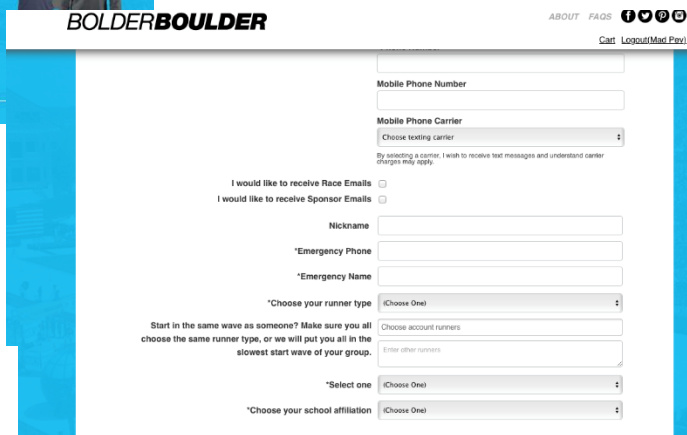 BOLDERBOULDER
ABOUT FAQS
Cart Logout(Mad Pev)
Phone Number
Mobile Phone Number
Mobile Phone Carrier
Choose texting carrier
By selecting a carrier, I wish to receive text messages and understand carrier
charges may apply.
I would like to receive Race Emails
I would like to receive Sponsor Emails
Nickname
*Emergency Phone
*Emergency Name
*Choose your runner type (Choose One)
Start in the same wave as someone? Make sure you all
choose the same runner type, or we will put you all in the
slowest start wave of your group.
Choose account runners
Enter other runners
*Select one (Choose One)
*Choose your school affiliation (Choose One)